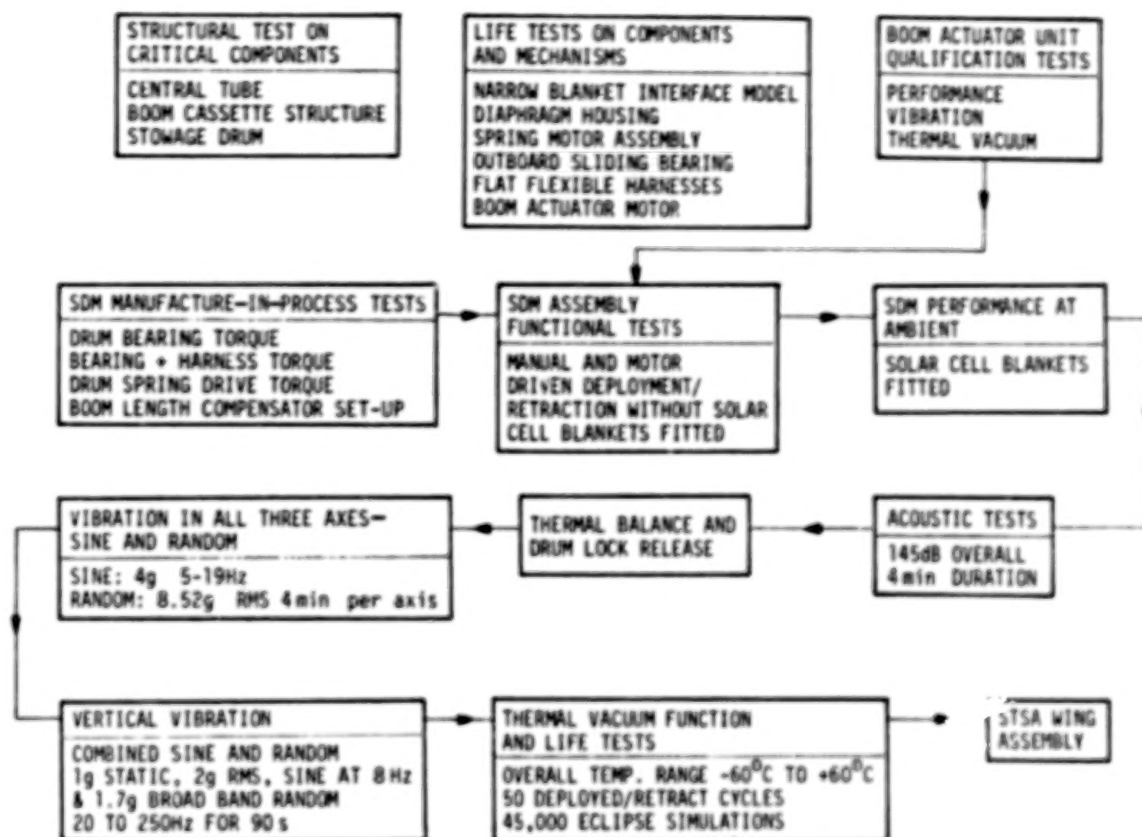 STRUCTURAL TEST ON
CRITICAL COMPONENTS
CENTRAL TUBE
BOOM CASSETTE STRUCTURE
STOWAGE DRUM
LIFE TESTS ON COMPONENTS
AND MECHANISMS
NARROW BLANKET INTERFACE MODEL
DIAPHRAGM HOUSING
SPRING MOTOR ASSEMBLY
OUTBOARD SLIDING BEARING
FLAT FLEXIBLE HARNESSES
BOOM ACTUATOR MOTOR
BOOM ACTUATOR UNIT
QUALIFICATION TESTS
PERFORMANCE
VIBRATION
THERMAL VACUUM
SDM MANUFACTURE-IN-PROCESS TESTS
DRUM BEARING TORQUE
BEARING + HARNESS TORQUE
DRUM SPRING DRIVE TORQUE
BOOM LENGTH COMPENSATOR SET-UP
SDM ASSEMBLY
FUNCTIONAL TESTS
MANUAL AND MOTOR
DRIVEN DEPLOYMENT/
RETRACTION WITHOUT SOLAR
CELL BLANKETS FITTED
SDM PERFORMANCE AT
AMBIENT
SOLAR CELL BLANKETS
FITTED
VIBRATION IN ALL THREE AXES-
SINE AND RANDOM
SINE: 4g 5-19Hz
RANDOM: 8.52g RMS 4min per axis
THERMAL BALANCE AND
DRUM LOCK RELEASE
ACOUSTIC TESTS
145dB OVERALL
4min DURATION
VERTICAL VIBRATION
COMBINED SINE AND RANDOM
1g STATIC, 2g RMS, SINE AT 8Hz
& 1.7g BROAD BAND RANDOM
20 TO 250Hz FOR 90s
THERMAL VACUUM FUNCTION
AND LIFE TESTS
OVERALL TEMP. RANGE -60°C TO +60°C
50 DEPLOYED/RETRACT CYCLES
45,000 ECLIPSE SIMULATIONS
STSA WING
ASSEMBLY